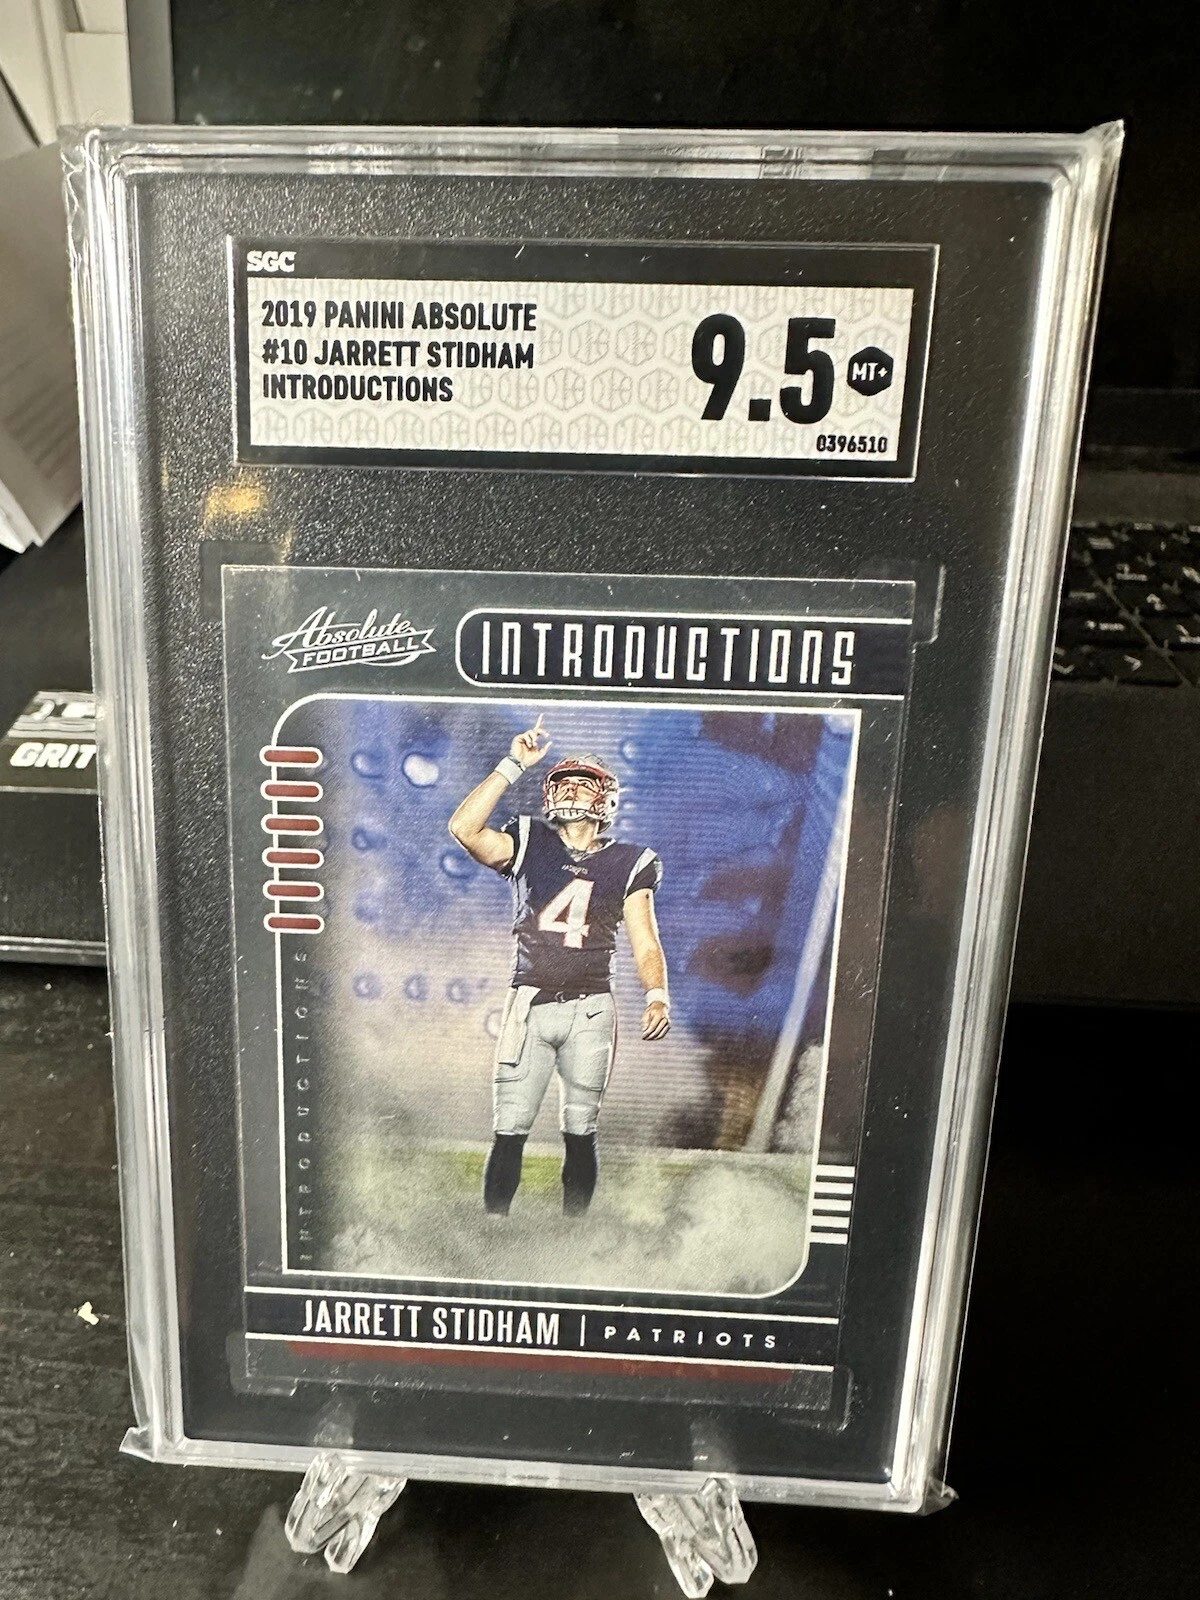 SGC
2019 PANINI ABSOLUTE
#10 JARRETT STIDHAM
INTRODUCTIONS
9.5
MT+
0396510
Absolute
FOOTBALL
INTRODUCTIONS
GRIT
PATRIOTS
4
INTRODUCTIONS
JARRETT STIDHAM | PATRIOTS